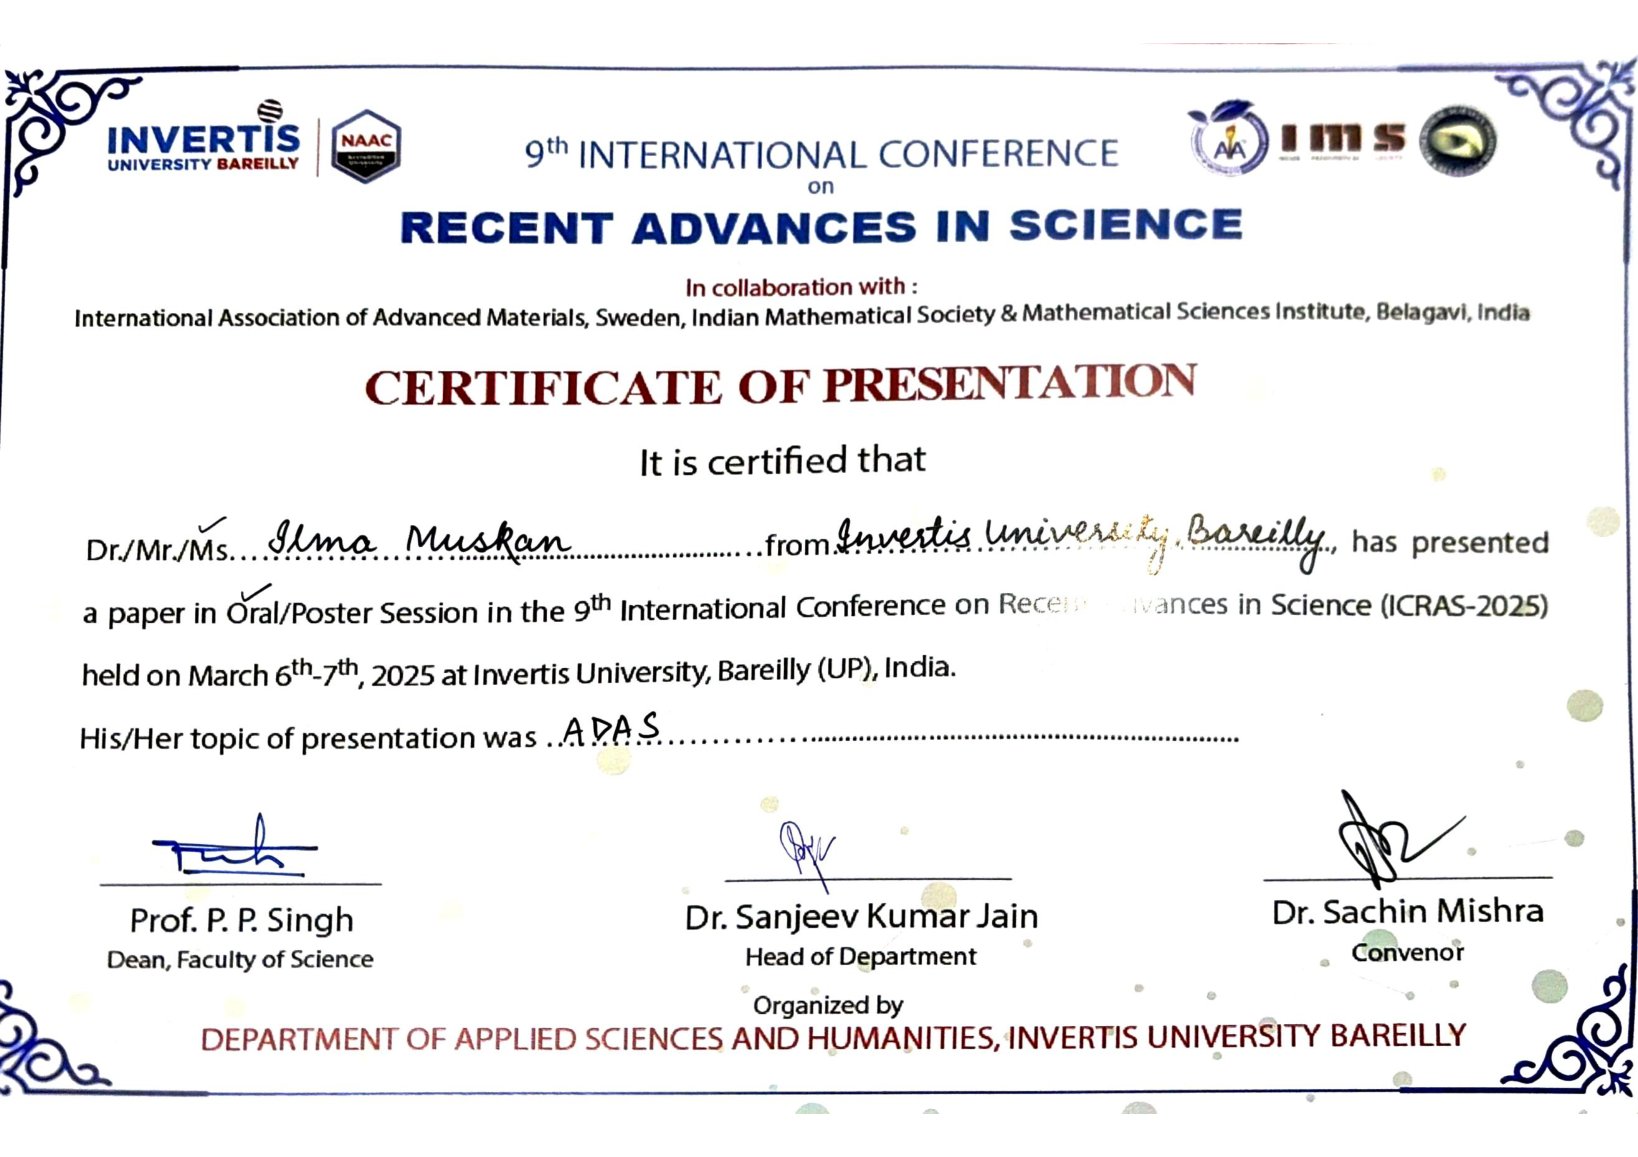 INVERTIS
UNIVERSITY BAREILLY
NAAC
9th INTERNATIONAL CONFERENCE
IMS
on
RECENT ADVANCES IN SCIENCE
In collaboration with :
International Association of Advanced Materials, Sweden, Indian Mathematical Society & Mathematical Sciences Institute, Belagavi, India
CERTIFICATE OF PRESENTATION
It is certified that
Dr./Mr./Ms. Ilma Muskan from Invertis University, Bareilly, has presented
a paper in Oral/Poster Session in the 9th International Conference on Recent Advances in Science (ICRAS-2025)
held on March 6th-7th, 2025 at Invertis University, Bareilly (UP), India.
His/Her topic of presentation was ADAS
Prof. P. P. Singh
Dean, Faculty of Science
Dr. Sanjeev Kumar Jain
Head of Department
Dr. Sachin Mishra
Convenor
Organized by
DEPARTMENT OF APPLIED SCIENCES AND HUMANITIES, INVERTIS UNIVERSITY BAREILLY